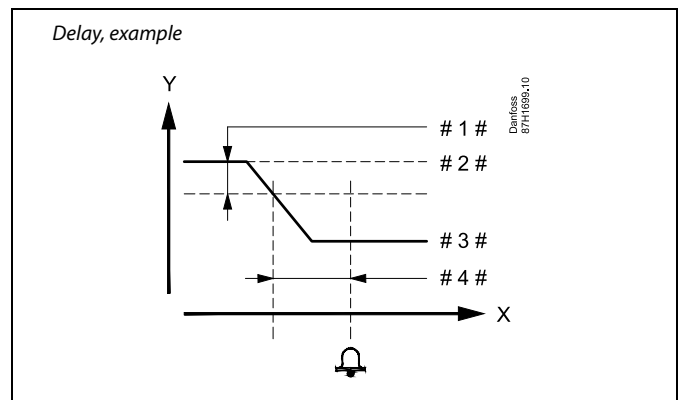 Delay, example
Y
Danfoss
87H1699.10
# 1 #
# 2 #
# 3 #
# 4 #
X